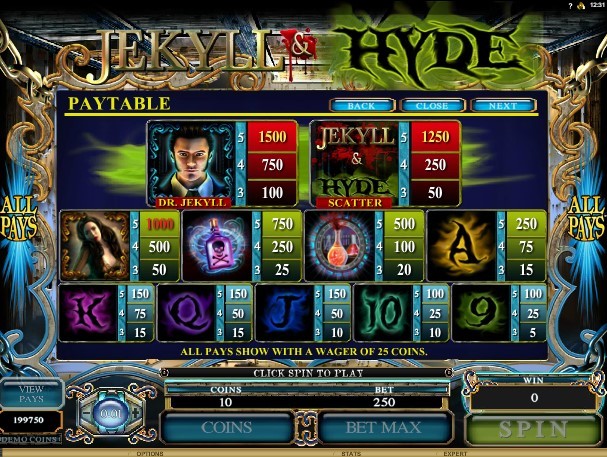 ? 12:31
JEKYLL & HYDE
PAYTABLE
BACK CLOSE NEXT
5 1500
4 750
3 100
DR. JEKYLL
JEKYLL & HYDE
SCATTER
5 1250
4 250
3 50
ALL PAYS
ALL PAYS
5 1000
4 500
3 50
5 750
4 250
3 25
5 500
4 100
3 20
A
5 250
4 75
3 15
K
5 150
4 75
3 15
Q
5 150
4 50
3 15
J
5 150
4 50
3 10
10
5 100
4 25
3 10
9
5 100
4 25
3 5
ALL PAYS SHOW WITH A WAGER OF 25 COINS.
CLICK SPIN TO PLAY
VIEW PAYS
199750
DEMO COINS
0.01
COINS BET
10 250
COINS BET MAX
WIN
0
SPIN
OPTIONS STATS EXPERT